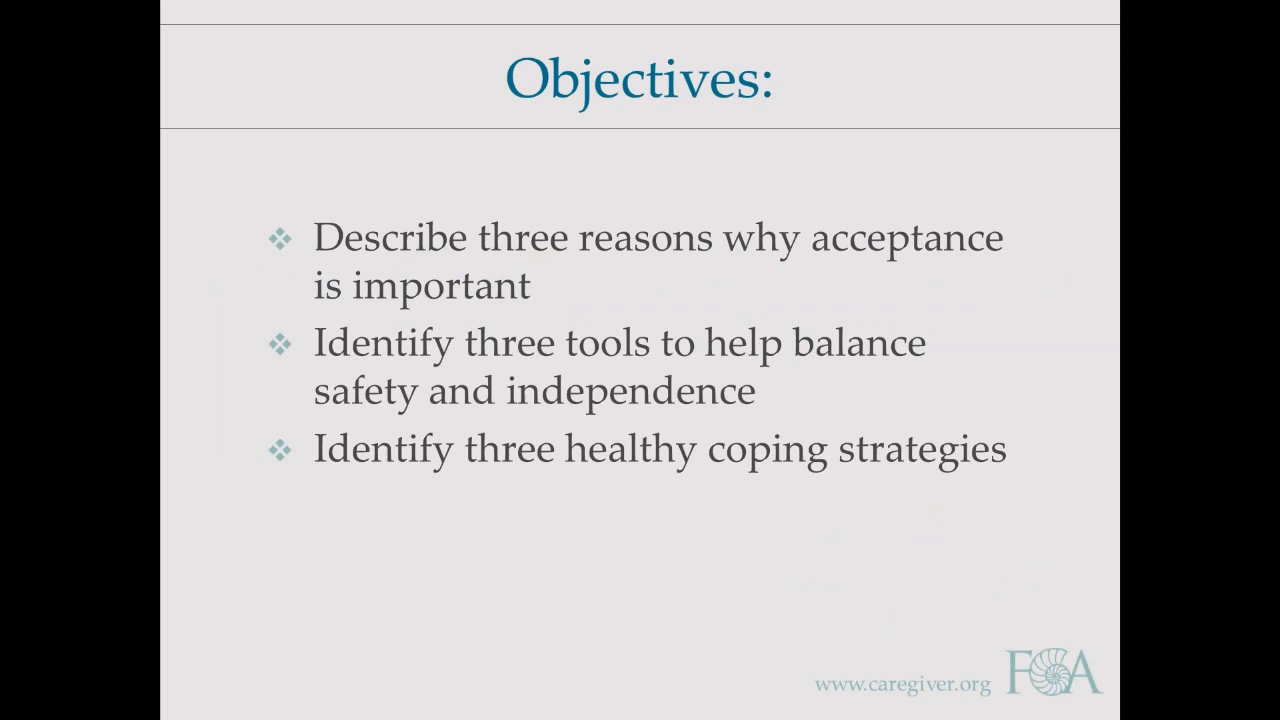 Objectives:
Describe three reasons why acceptance
is important
Identify three tools to help balance
safety and independence
Identify three healthy coping strategies
www.caregiver.org FCA